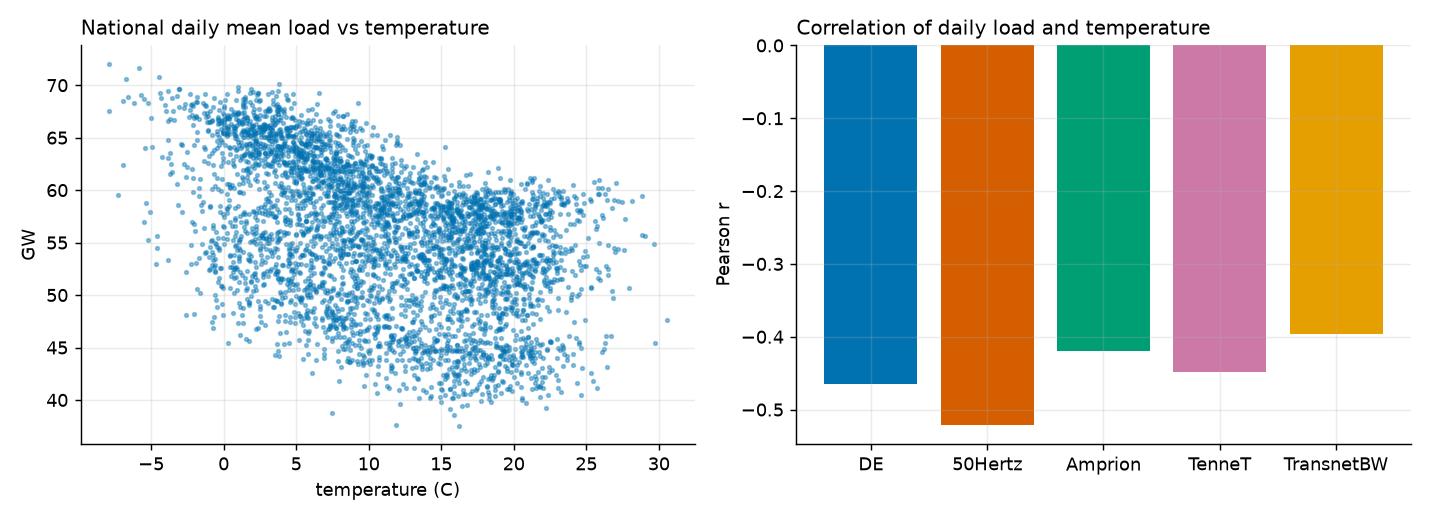 National daily mean load vs temperature
GW
70
65
60
55
50
45
40
−5
0
5
10
15
20
25
30
temperature (C)
Correlation of daily load and temperature
Pearson r
0.0
−0.1
−0.2
−0.3
−0.4
−0.5
DE
50Hertz
Amprion
TenneT
TransnetBW